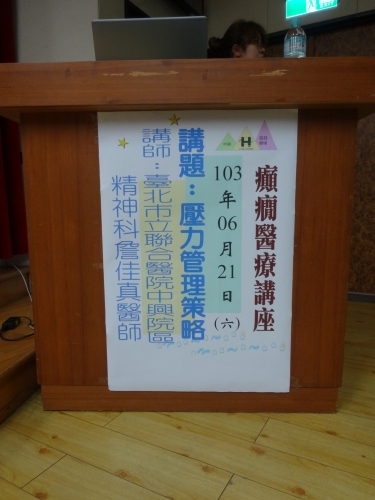 癲癇醫療講座
103年06月21日(六)
講題：壓力管理策略
講師：臺北市立聯合醫院中興院區
精神科詹佳真醫師
H